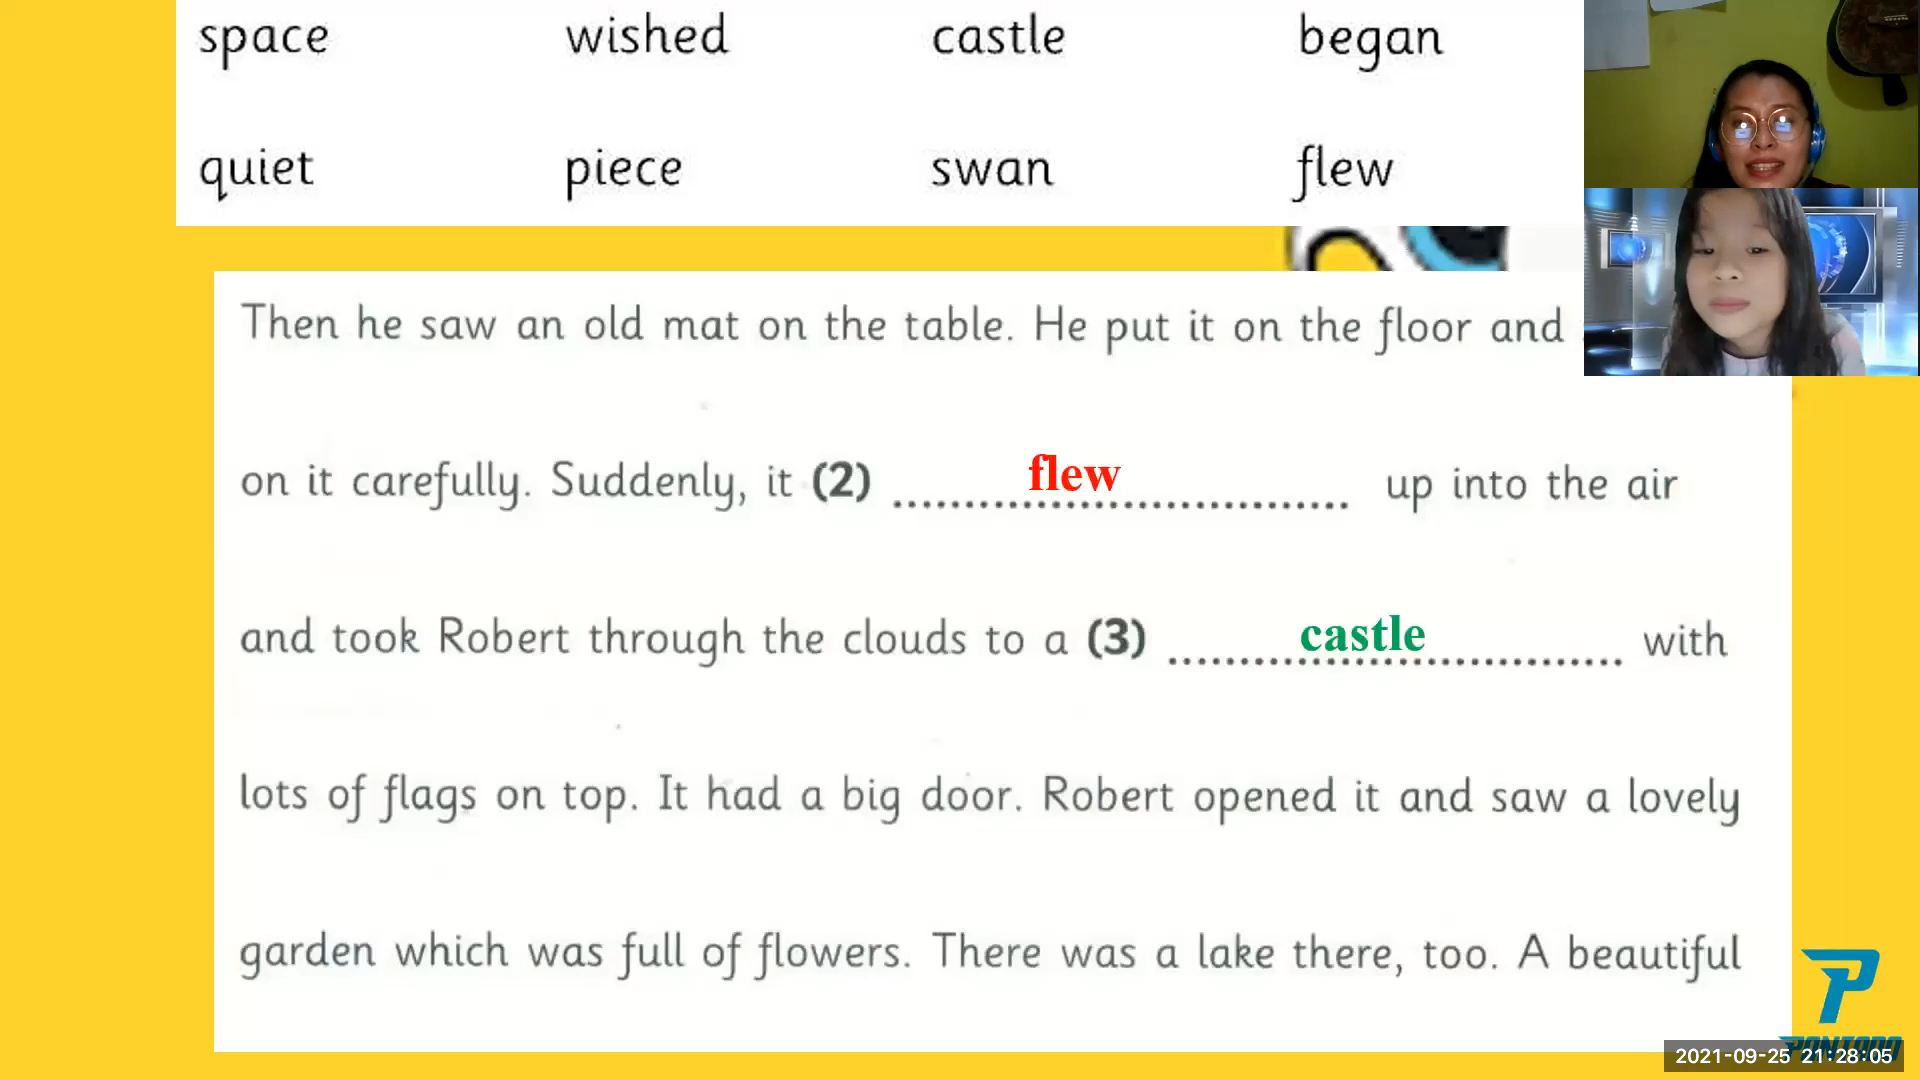 space wished castle began
quiet piece swan flew
Then he saw an old mat on the table. He put it on the floor and
on it carefully. Suddenly, it (2) flew up into the air
and took Robert through the clouds to a (3) castle with
lots of flags on top. It had a big door. Robert opened it and saw a lovely
garden which was full of flowers. There was a lake there, too. A beautiful
2021-09-25 21:28:05